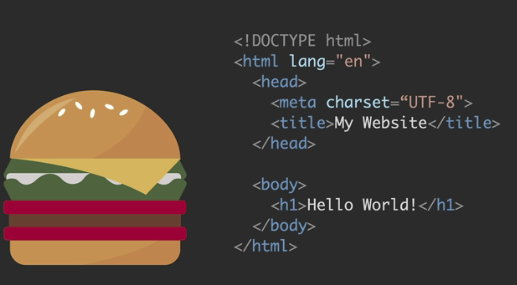 <!DOCTYPE html>
<html lang="en">
<head>
<meta charset=“UTF-8">
<title>My Website</title>
</head>
<body>
<h1>Hello World!</h1>
</body>
</html>